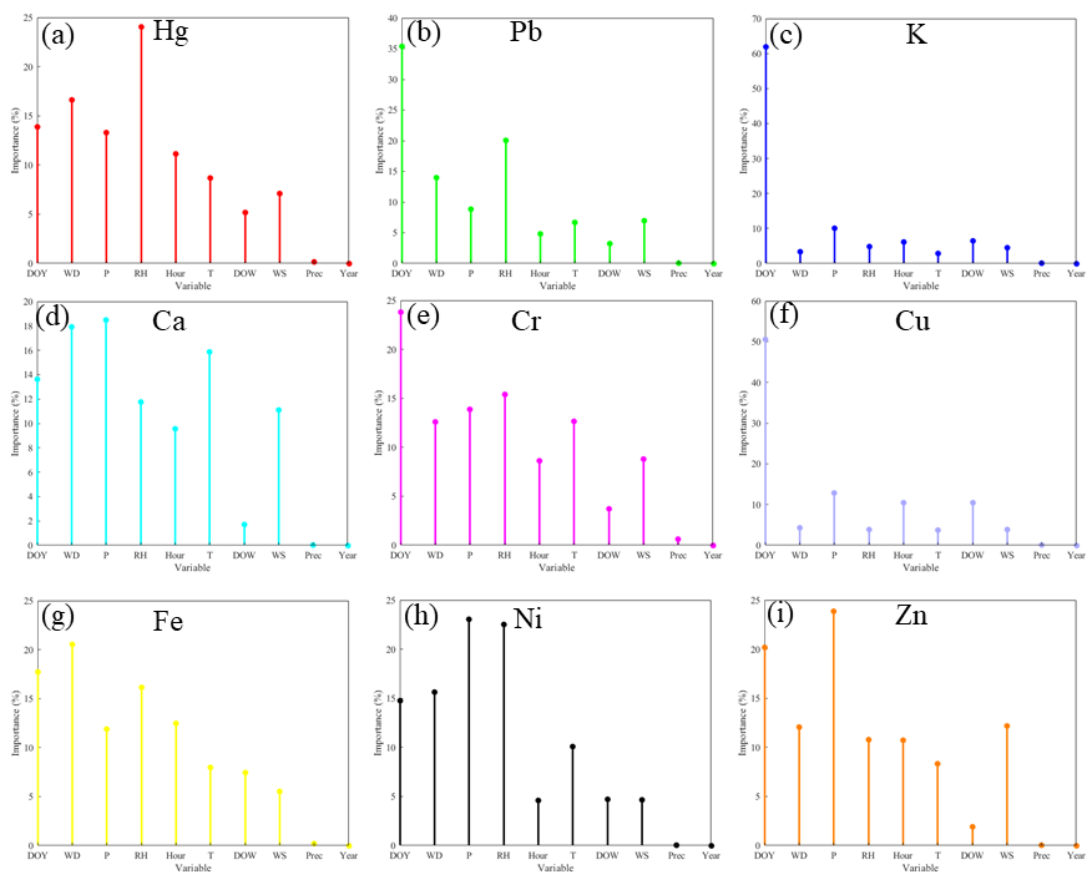 (a) Hg
Importance (%)
25
20
15
10
5
0
DOY WD P RH Hour T DOW WS Prec Year
Variable
(b) Pb
Importance (%)
40
35
30
25
20
15
10
5
0
DOY WD P RH Hour T DOW WS Prec Year
Variable
(c) K
Importance (%)
70
60
50
40
30
20
10
0
DOY WD P RH Hour T DOW WS Prec Year
Variable
(d) Ca
Importance (%)
20
18
16
14
12
10
8
6
4
2
0
DOY WD P RH Hour T DOW WS Prec Year
Variable
(e) Cr
Importance (%)
25
20
15
10
5
0
DOY WD P RH Hour T DOW WS Prec Year
Variable
(f) Cu
Importance (%)
60
50
40
30
20
10
0
DOY WD P RH Hour T DOW WS Prec Year
Variable
(g) Fe
Importance (%)
25
20
15
10
5
0
DOY WD P RH Hour T DOW WS Prec Year
Variable
(h) Ni
Importance (%)
25
20
15
10
5
0
DOY WD P RH Hour T DOW WS Prec Year
Variable
(i) Zn
Importance (%)
25
20
15
10
5
0
DOY WD P RH Hour T DOW WS Prec Year
Variable